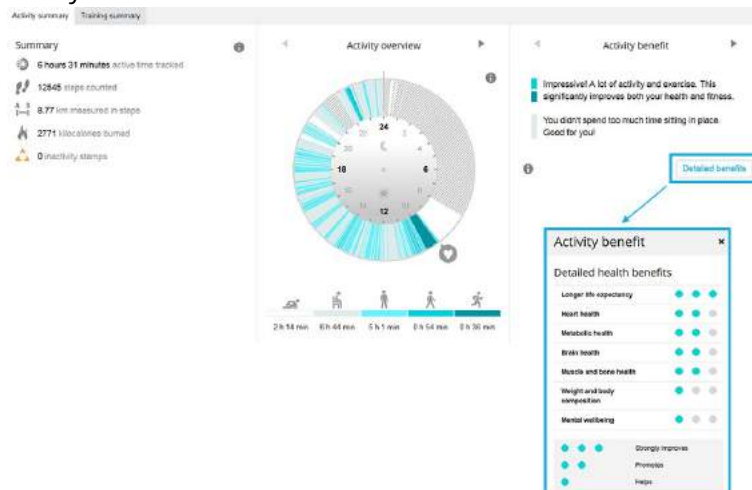 Activity summary Training summary
Summary
6 hours 31 minutes active time tracked
12845 steps counted
8.77 km measured in steps
2771 kilocalories burned
0 inactivity stamps
Activity overview
24
18
6
12
2 h 14 min 6 h 44 min 5 h 1 min 0 h 54 min 0 h 36 min
Activity benefit
Impressive! A lot of activity and exercise. This
significantly improves both your health and fitness.
You didn't spend too much time sitting in place.
Good for you!
Detailed benefits
Activity benefit ×
Detailed health benefits
Longer life expectancy
Heart health
Metabolic health
Brain health
Muscle and bone health
Weight and body
composition
Mental wellbeing
Strongly improves
Promotes
Helps